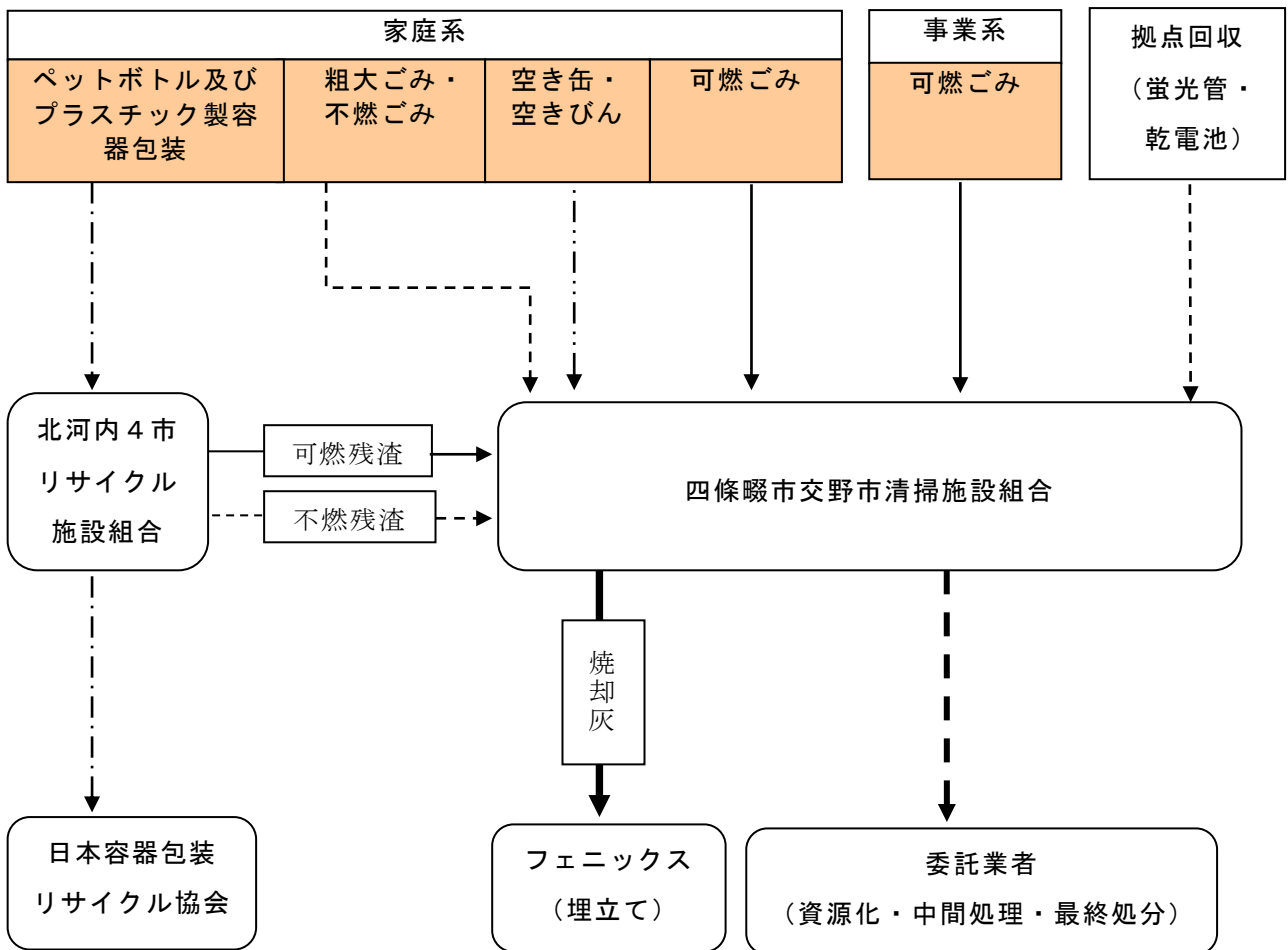 家庭系
ペットボトル及び
プラスチック製容
器包装
粗大ごみ・
不燃ごみ
空き缶・
空きびん
可燃ごみ
事業系
可燃ごみ
拠点回収
（蛍光管・
乾電池）
北河内４市
リサイクル
施設組合
可燃残渣
不燃残渣
四條畷市交野市清掃施設組合
焼却灰
日本容器包装
リサイクル協会
フェニックス
（埋立て）
委託業者
（資源化・中間処理・最終処分）